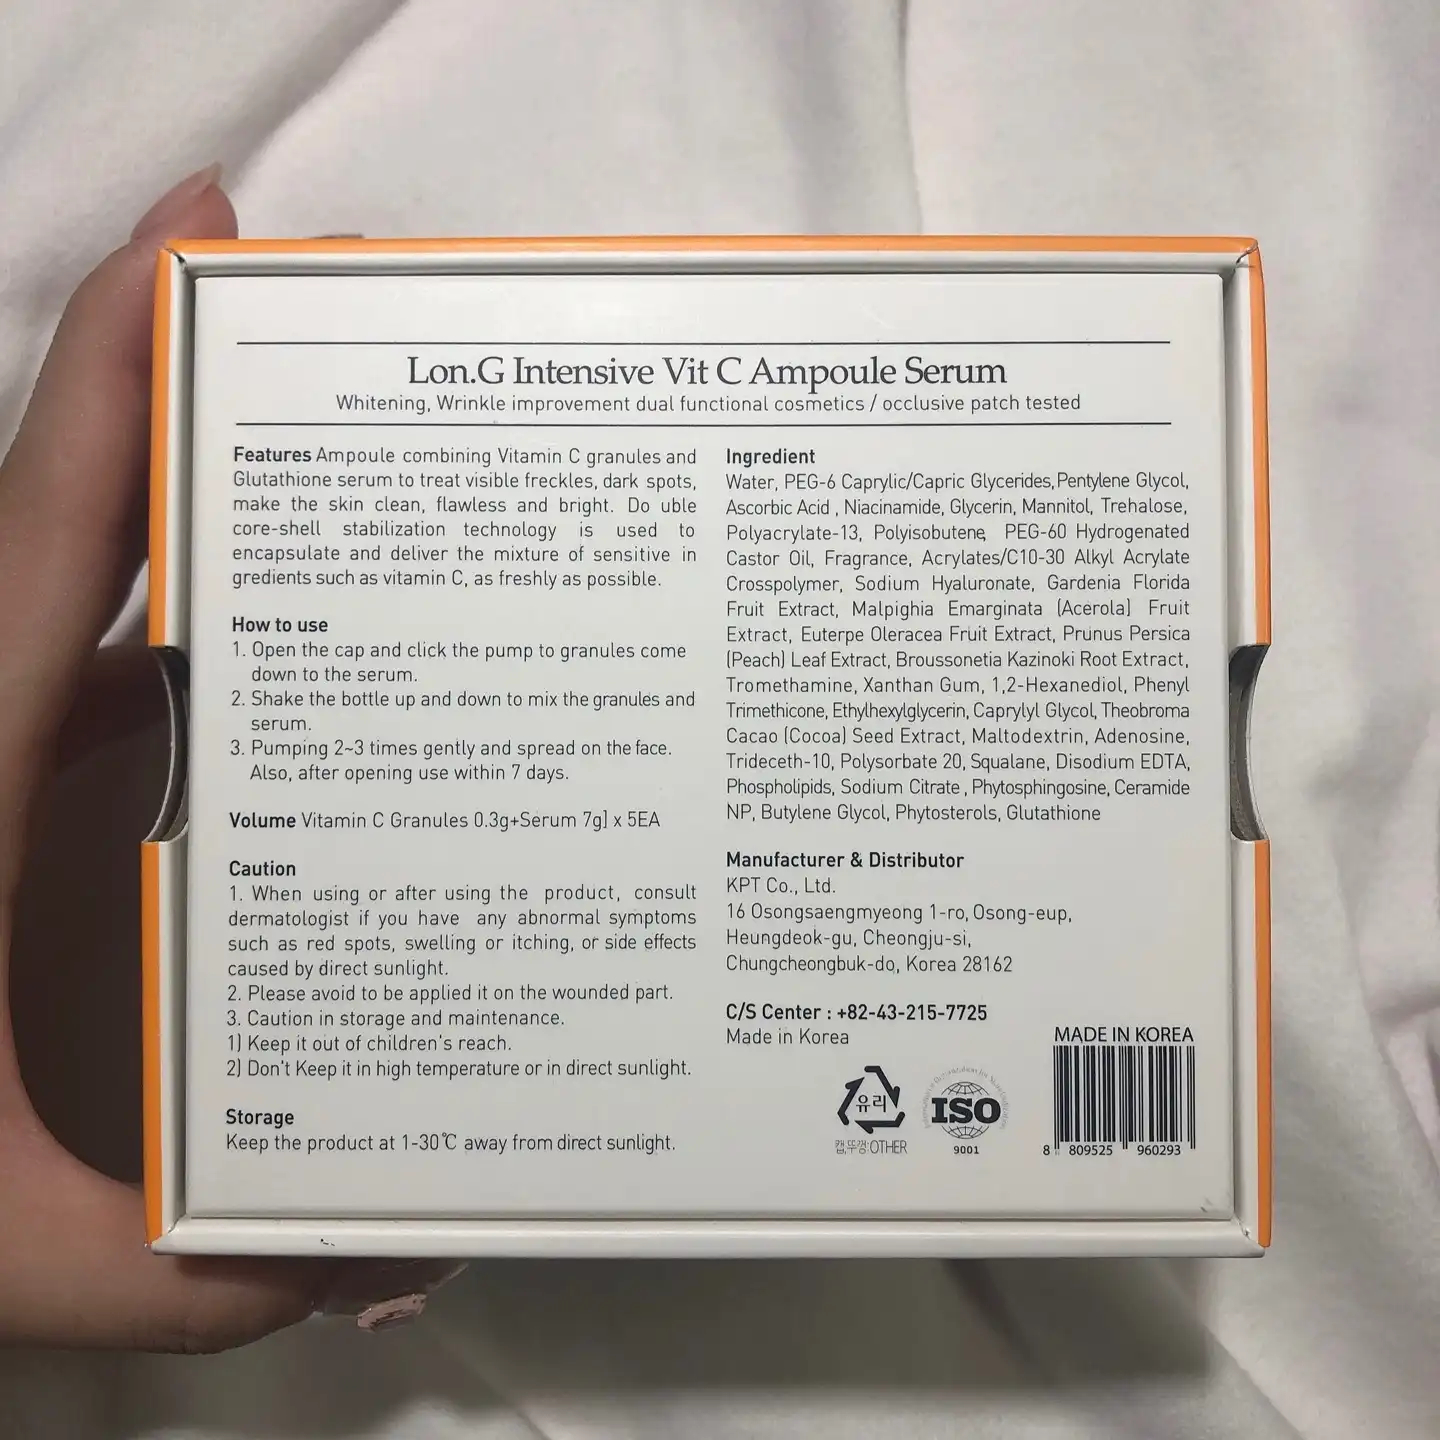 Lon.G Intensive Vit C Ampoule Serum
Whitening, Wrinkle improvement dual functional cosmetics / occlusive patch tested
Features Ampoule combining Vitamin C granules and
Glutathione serum to treat visible freckles, dark spots,
make the skin clean, flawless and bright. Do uble
core-shell stabilization technology is used to
encapsulate and deliver the mixture of sensitive in
gredients such as vitamin C, as freshly as possible.
How to use
1. Open the cap and click the pump to granules come
down to the serum.
2. Shake the bottle up and down to mix the granules and
serum.
3. Pumping 2~3 times gently and spread on the face.
Also, after opening use within 7 days.
Volume Vitamin C Granules 0.3g+Serum 7g] x 5EA
Caution
1. When using or after using the product, consult
dermatologist if you have any abnormal symptoms
such as red spots, swelling or itching, or side effects
caused by direct sunlight.
2. Please avoid to be applied it on the wounded part.
3. Caution in storage and maintenance.
1) Keep it out of children's reach.
2) Don't Keep it in high temperature or in direct sunlight.
Storage
Keep the product at 1-30℃ away from direct sunlight.
Ingredient
Water, PEG-6 Caprylic/Capric Glycerides, Pentylene Glycol,
Ascorbic Acid , Niacinamide, Glycerin, Mannitol, Trehalose,
Polyacrylate-13, Polyisobutene, PEG-60 Hydrogenated
Castor Oil, Fragrance, Acrylates/C10-30 Alkyl Acrylate
Crosspolymer, Sodium Hyaluronate, Gardenia Florida
Fruit Extract, Malpighia Emarginata (Acerola) Fruit
Extract, Euterpe Oleracea Fruit Extract, Prunus Persica
(Peach) Leaf Extract, Broussonetia Kazinoki Root Extract,
Tromethamine, Xanthan Gum, 1,2-Hexanediol, Phenyl
Trimethicone, Ethylhexylglycerin, Caprylyl Glycol, Theobroma
Cacao (Cocoa) Seed Extract, Maltodextrin, Adenosine,
Trideceth-10, Polysorbate 20, Squalane, Disodium EDTA,
Phospholipids, Sodium Citrate , Phytosphingosine, Ceramide
NP, Butylene Glycol, Phytosterols, Glutathione
Manufacturer & Distributor
KPT Co., Ltd.
16 Osongsaengmyeong 1-ro, Osong-eup,
Heungdeok-gu, Cheongju-si,
Chungcheongbuk-do, Korea 28162
C/S Center : +82-43-215-7725
Made in Korea
유리
캡,뚜껑:OTHER
ISO
9001
MADE IN KOREA
8 809525 960293